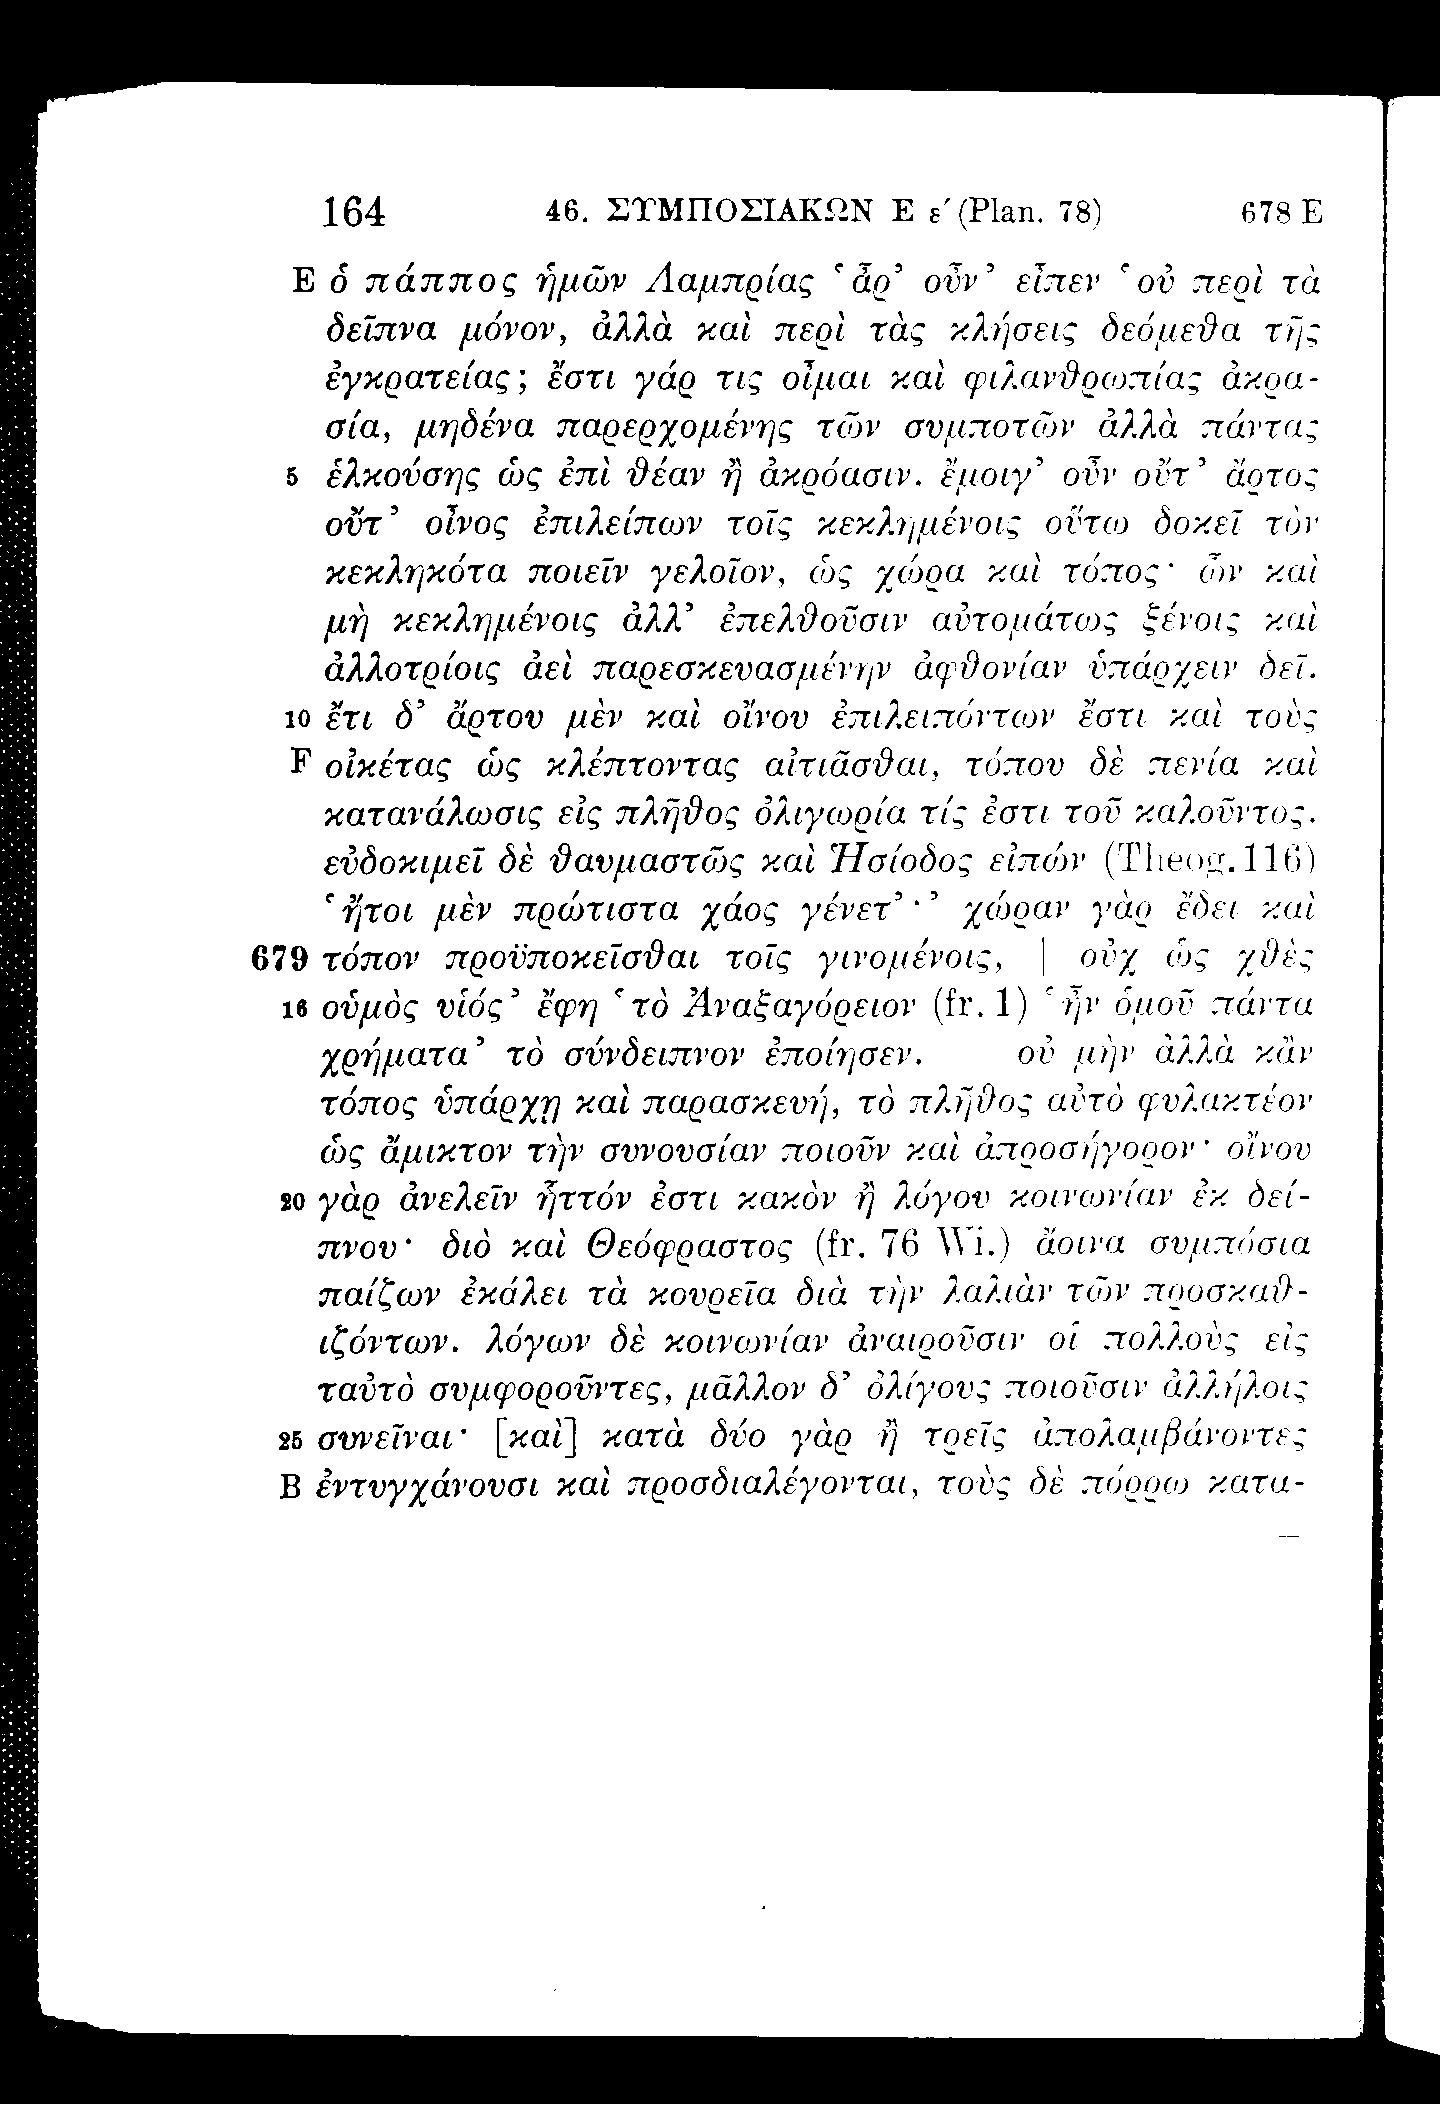 164 46. ΣΥΜΠΟΣΙΑΚΩΝ Ε ε′ (Plan. 78) 678 E
E ὁ πάππος ἡμῶν Λαμπρίας ‘ἆρ’ οὖν’ εἶπεν ‘οὐ περὶ τὰ
δεῖπνα μόνον, ἀλλὰ καὶ περὶ τὰς κλήσεις δεόμεθα τῆς
ἐγκρατείας; ἔστι γάρ τις οἶμαι καὶ φιλανθρωπίας ἀκρα-
σία, μηδένα παρερχομένης τῶν συμποτῶν ἀλλὰ πάντας
5 ἑλκούσης ὡς ἐπὶ θέαν ἢ ἀκρόασιν. ἔμοιγ’ οὖν οὔτ’ ἄρτος
οὔτ’ οἶνος ἐπιλείπων τοῖς κεκλημένοις οὕτω δοκεῖ τὸν
κεκληκότα ποιεῖν γελοῖον, ὡς χώρα καὶ τόπος· ὧν καὶ
μὴ κεκλημένοις ἀλλ’ ἐπελθοῦσιν αὐτομάτως ξένοις καὶ
ἀλλοτρίοις ἀεὶ παρεσκευασμένην ἀφθονίαν ὑπάρχειν δεῖ.
10 ἔτι δ’ ἄρτου μὲν καὶ οἴνου ἐπιλειπόντων ἔστι καὶ τοὺς
F οἰκέτας ὡς κλέπτοντας αἰτιᾶσθαι, τόπου δὲ πενία καὶ
κατανάλωσις εἰς πλῆθος ὀλιγωρία τίς ἐστι τοῦ καλοῦντος.
εὐδοκιμεῖ δὲ θαυμαστῶς καὶ Ἡσίοδος εἰπών (Theog. 116)
‘ἤτοι μὲν πρώτιστα χάος γένετ’·’ χώραν γὰρ ἔδει καὶ
679 τόπον προϋποκεῖσθαι τοῖς γινομένοις, | οὐχ ὡς χθὲς
16 οὑμὸς υἱός’ ἔφη ‘τὸ Ἀναξαγόρειον (fr. 1) ‘ἦν ὁμοῦ πάντα
χρήματα’ τὸ σύνδειπνον ἐποίησεν. οὐ μὴν ἀλλὰ κἂν
τόπος ὑπάρχῃ καὶ παρασκευή, τὸ πλῆθος αὐτὸ φυλακτέον
ὡς ἄμικτον τὴν συνουσίαν ποιοῦν καὶ ἀπροσήγορον· οἴνου
20 γὰρ ἀνελεῖν ἧττόν ἐστι κακὸν ἢ λόγου κοινωνίαν ἐκ δεί-
πνου· διὸ καὶ Θεόφραστος (fr. 76 Wi.) ἄοινα συμπόσια
παίζων ἐκάλει τὰ κουρεῖα διὰ τὴν λαλιὰν τῶν προσκαθ-
ιζόντων. λόγων δὲ κοινωνίαν ἀναιροῦσιν οἱ πολλοὺς εἰς
ταὐτὸ συμφοροῦντες, μᾶλλον δ’ ὀλίγους ποιοῦσιν ἀλλήλοις
25 συνεῖναι· [καὶ] κατὰ δύο γὰρ ἢ τρεῖς ἀπολαμβάνοντες
B ἐντυγχάνουσι καὶ προσδιαλέγονται, τοὺς δὲ πόρρω κατα-